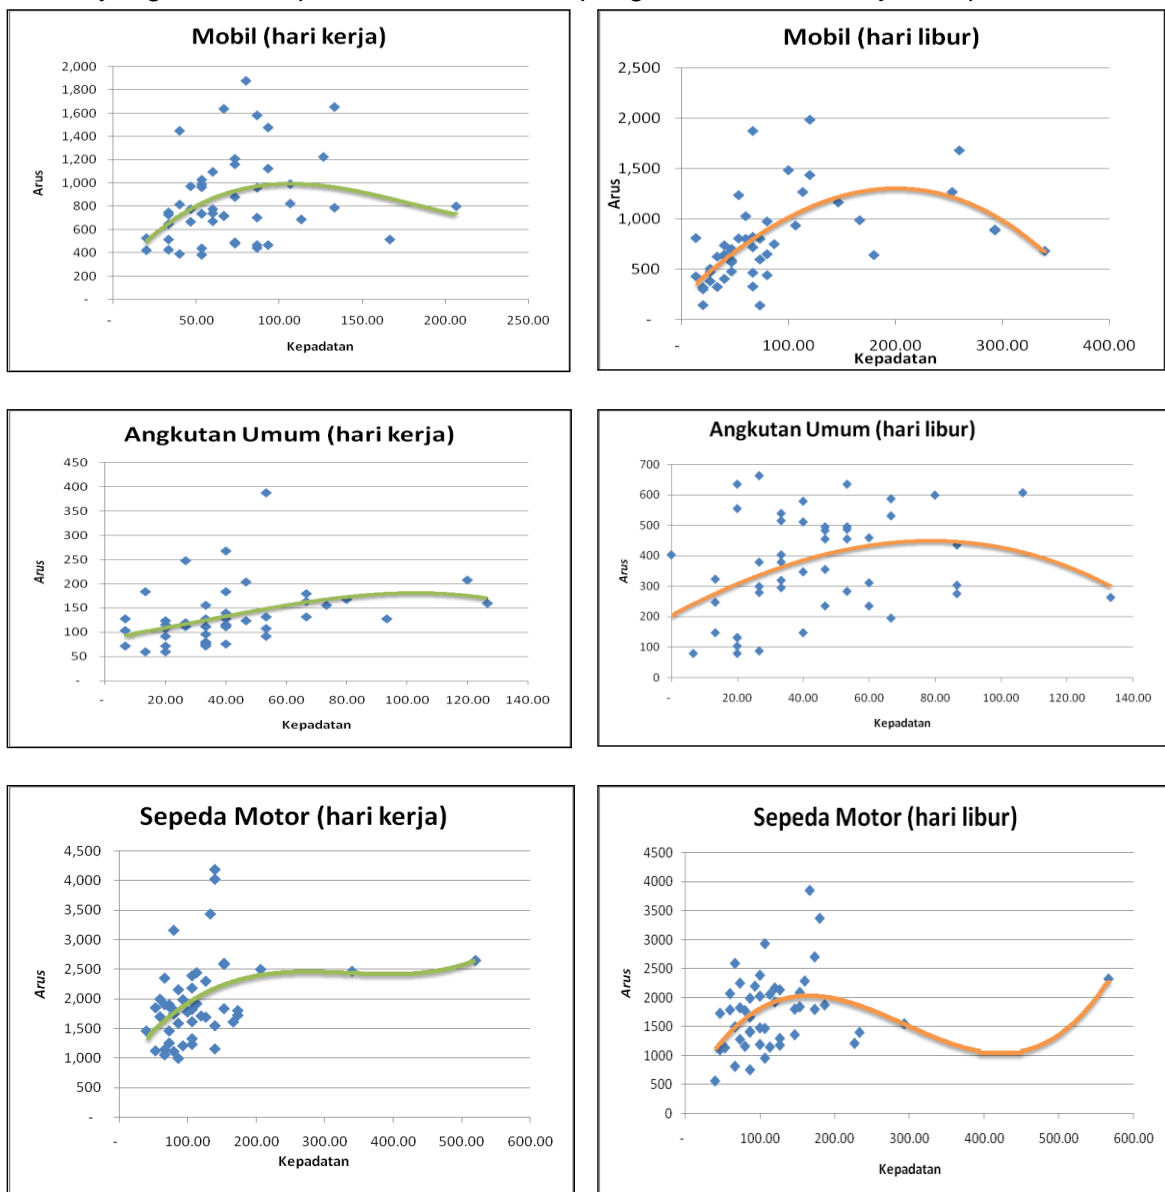 Mobil (hari kerja)
2,000
1,800
1,600
1,400
1,200
1,000
800
600
400
200
-
Arus
- 50.00 100.00 150.00 200.00 250.00
Kepadatan
Mobil (hari libur)
2,500
2,000
1,500
1,000
500
-
Arus
- 100.00 200.00 300.00 400.00
Kepadatan
Angkutan Umum (hari kerja)
450
400
350
300
250
200
150
100
50
-
Arus
- 20.00 40.00 60.00 80.00 100.00 120.00 140.00
Kepadatan
Angkutan Umum (hari libur)
700
600
500
400
300
200
100
0
Arus
- 20.00 40.00 60.00 80.00 100.00 120.00 140.00
Kepadatan
Sepeda Motor (hari kerja)
4,500
4,000
3,500
3,000
2,500
2,000
1,500
1,000
500
-
Arus
- 100.00 200.00 300.00 400.00 500.00 600.00
Kepadatan
Sepeda Motor (hari libur)
4500
4000
3500
3000
2500
2000
1500
1000
500
0
Arus
- 100.00 200.00 300.00 400.00 500.00 600.00
Kepadatan